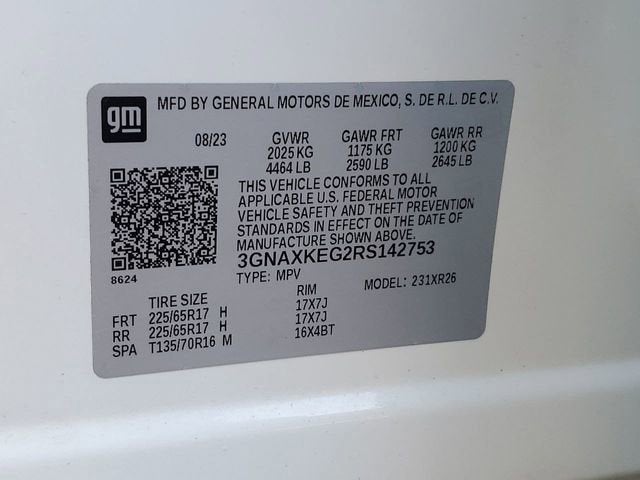 gm
MFD BY GENERAL MOTORS DE MEXICO, S. DE R.L. DE C.V.
08/23 GVWR GAWR FRT GAWR RR
2025 KG 1175 KG 1200 KG
4464 LB 2590 LB 2645 LB
THIS VEHICLE CONFORMS TO ALL
APPLICABLE U.S. FEDERAL MOTOR
VEHICLE SAFETY AND THEFT PREVENTION
STANDARDS IN EFFECT ON THE DATE OF
MANUFACTURE SHOWN ABOVE.
3GNAXKEG2RS142753
8624
TYPE: MPV MODEL: 231XR26
TIRE SIZE RIM
FRT 225/65R17 H 17X7J
RR 225/65R17 H 17X7J
SPA T135/70R16 M 16X4BT